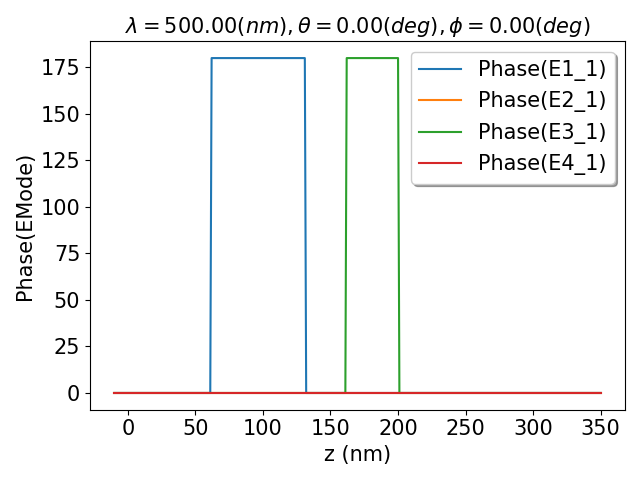 λ = 500.00(nm), θ = 0.00(deg), ϕ = 0.00(deg)
Phase(EMode)
175
150
125
100
75
50
25
0
Phase(E1_1)
Phase(E2_1)
Phase(E3_1)
Phase(E4_1)
0 50 100 150 200 250 300 350
z (nm)